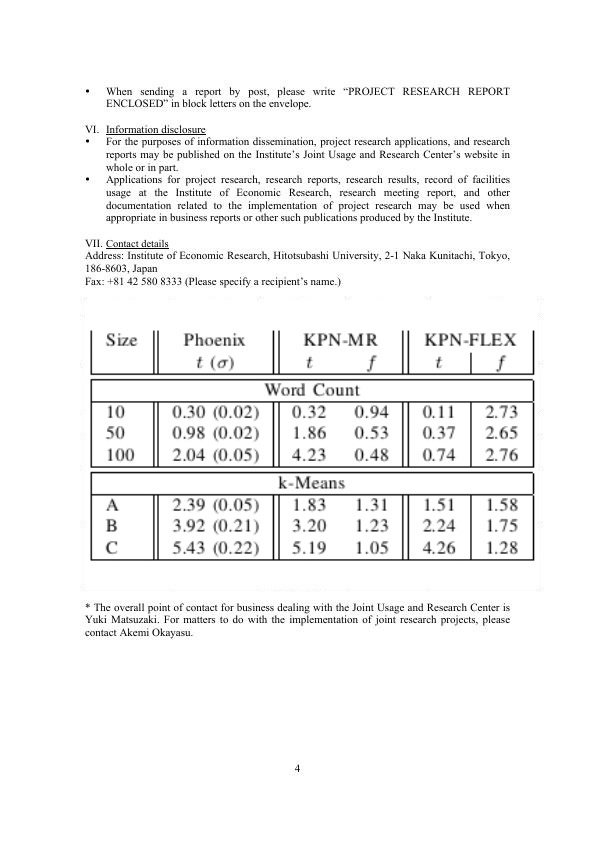 • When sending a report by post, please write “PROJECT RESEARCH REPORT
ENCLOSED” in block letters on the envelope.
VI. Information disclosure
• For the purposes of information dissemination, project research applications, and research
reports may be published on the Institute’s Joint Usage and Research Center’s website in
whole or in part.
• Applications for project research, research reports, research results, record of facilities
usage at the Institute of Economic Research, research meeting report, and other
documentation related to the implementation of project research may be used when
appropriate in business reports or other such publications produced by the Institute.
VII. Contact details
Address: Institute of Economic Research, Hitotsubashi University, 2-1 Naka Kunitachi, Tokyo,
186-8603, Japan
Fax: +81 42 580 8333 (Please specify a recipient’s name.)
Size Phoenix KPN-MR KPN-FLEX
t (σ) t f t f
Word Count
10 0.30 (0.02) 0.32 0.94 0.11 2.73
50 0.98 (0.02) 1.86 0.53 0.37 2.65
100 2.04 (0.05) 4.23 0.48 0.74 2.76
k-Means
A 2.39 (0.05) 1.83 1.31 1.51 1.58
B 3.92 (0.21) 3.20 1.23 2.24 1.75
C 5.43 (0.22) 5.19 1.05 4.26 1.28
* The overall point of contact for business dealing with the Joint Usage and Research Center is
Yuki Matsuzaki. For matters to do with the implementation of joint research projects, please
contact Akemi Okayasu.
4